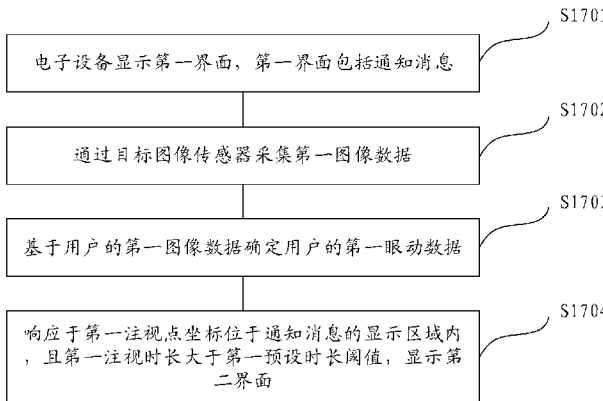 S1701
电子设备显示第一界面，第一界面包括通知消息
S1702
通过目标图像传感器采集第一图像数据
S1703
基于用户的第一图像数据确定用户的第一眼动数据
S1704
响应于第一注视点坐标位于通知消息的显示区域内
，且第一注视时长大于第一预设时长阈值，显示第
二界面